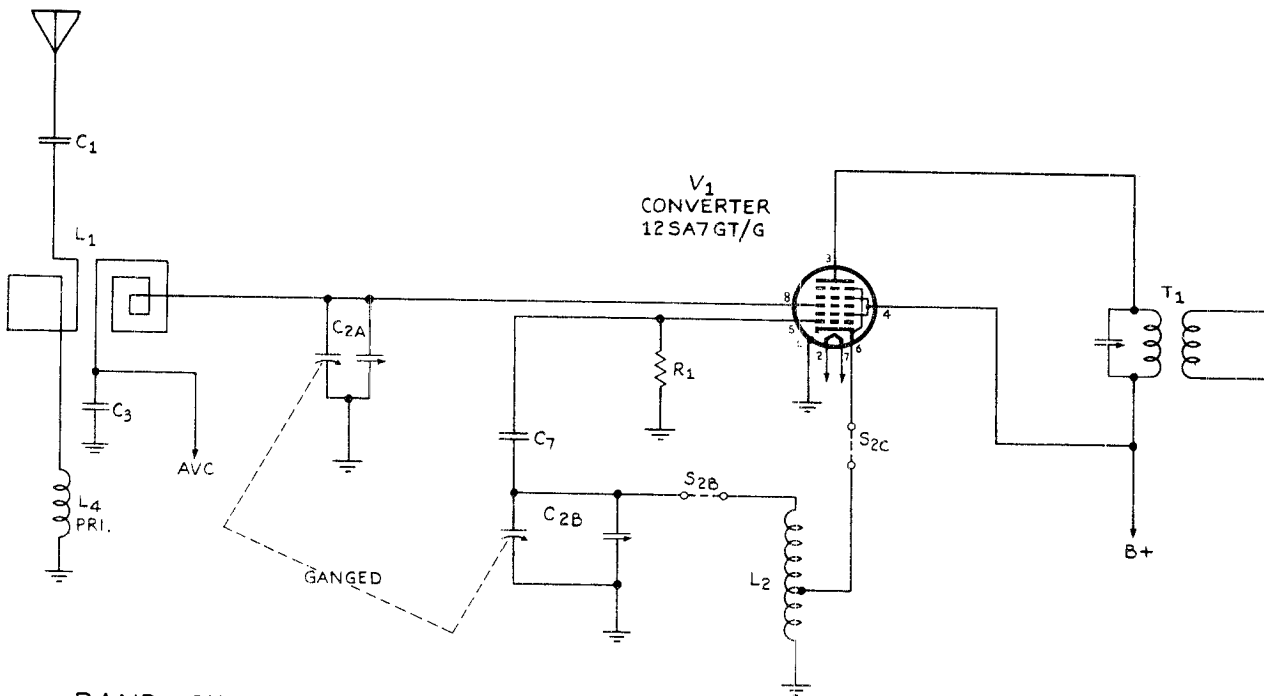 C1
V1
CONVERTER
12SA7GT/G
L1
3
8
5
4
2
7
6
T1
C2A
R1
C3
AVC
C7
S2C
L4
PRI.
S2B
C2B
L2
B+
GANGED